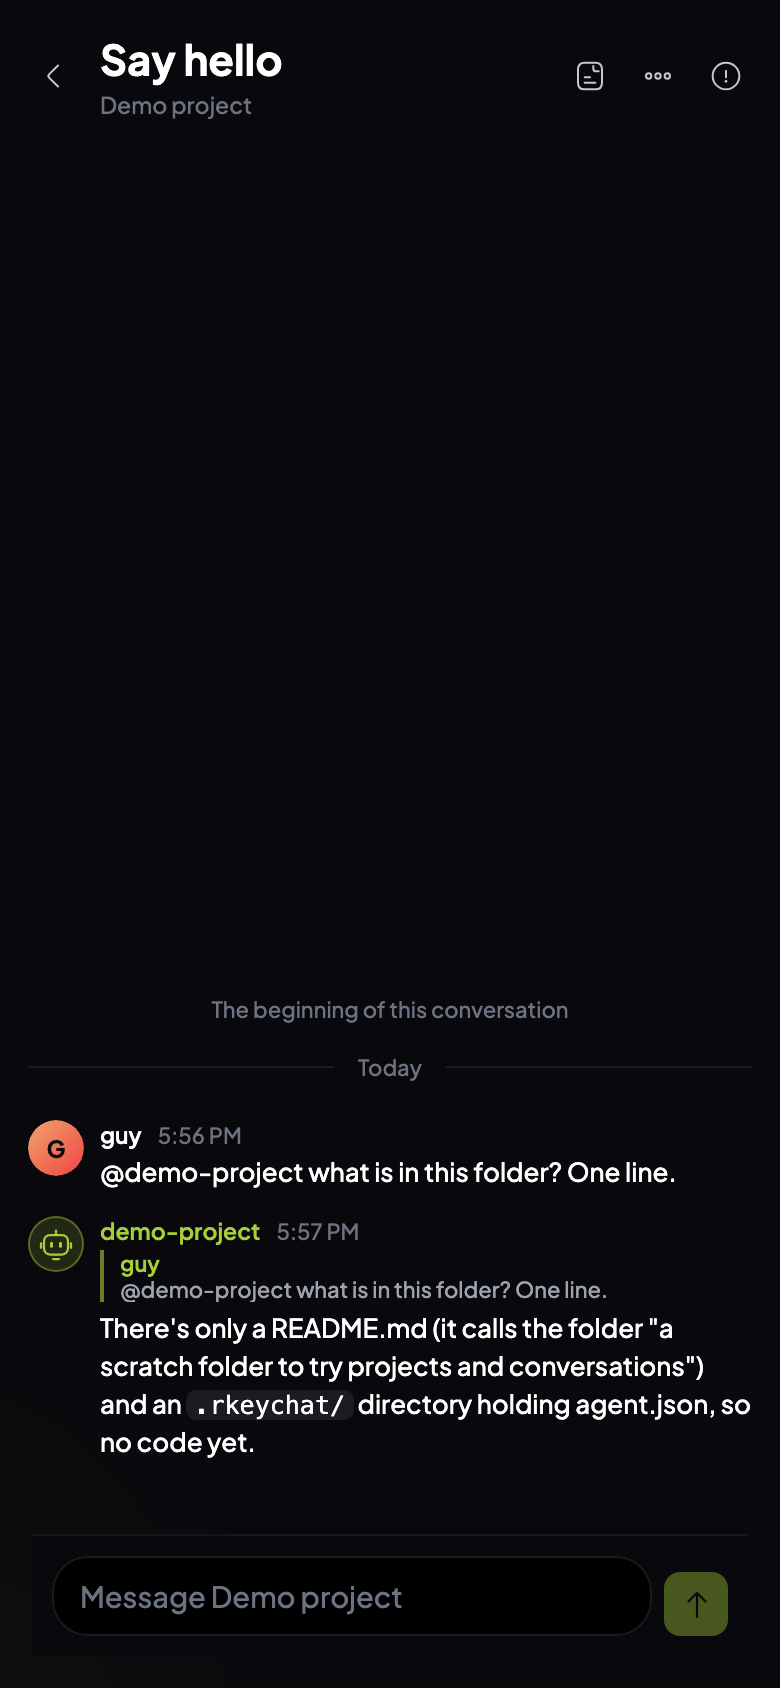 Say hello
Demo project
The beginning of this conversation
Today
G
guy 5:56 PM
@demo-project what is in this folder? One line.
demo-project 5:57 PM
guy
@demo-project what is in this folder? One line.
There's only a README.md (it calls the folder "a
scratch folder to try projects and conversations")
and an .rkeychat/ directory holding agent.json, so
no code yet.
Message Demo project